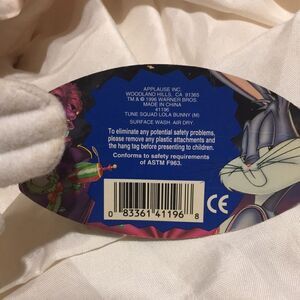 APPLAUSE INC.
WOODLAND HILLS, CA 91365
TM & © 1996 WARNER BROS.
MADE IN CHINA
41196
TUNE SQUAD LOLA BUNNY (M)
SURFACE WASH AIR DRY
To eliminate any potential safety problems,
please remove any plastic attachments and
the hang tag before presenting to children.
Conforms to safety requirements
of ASTM F963.
0 83361 41196 8
CE